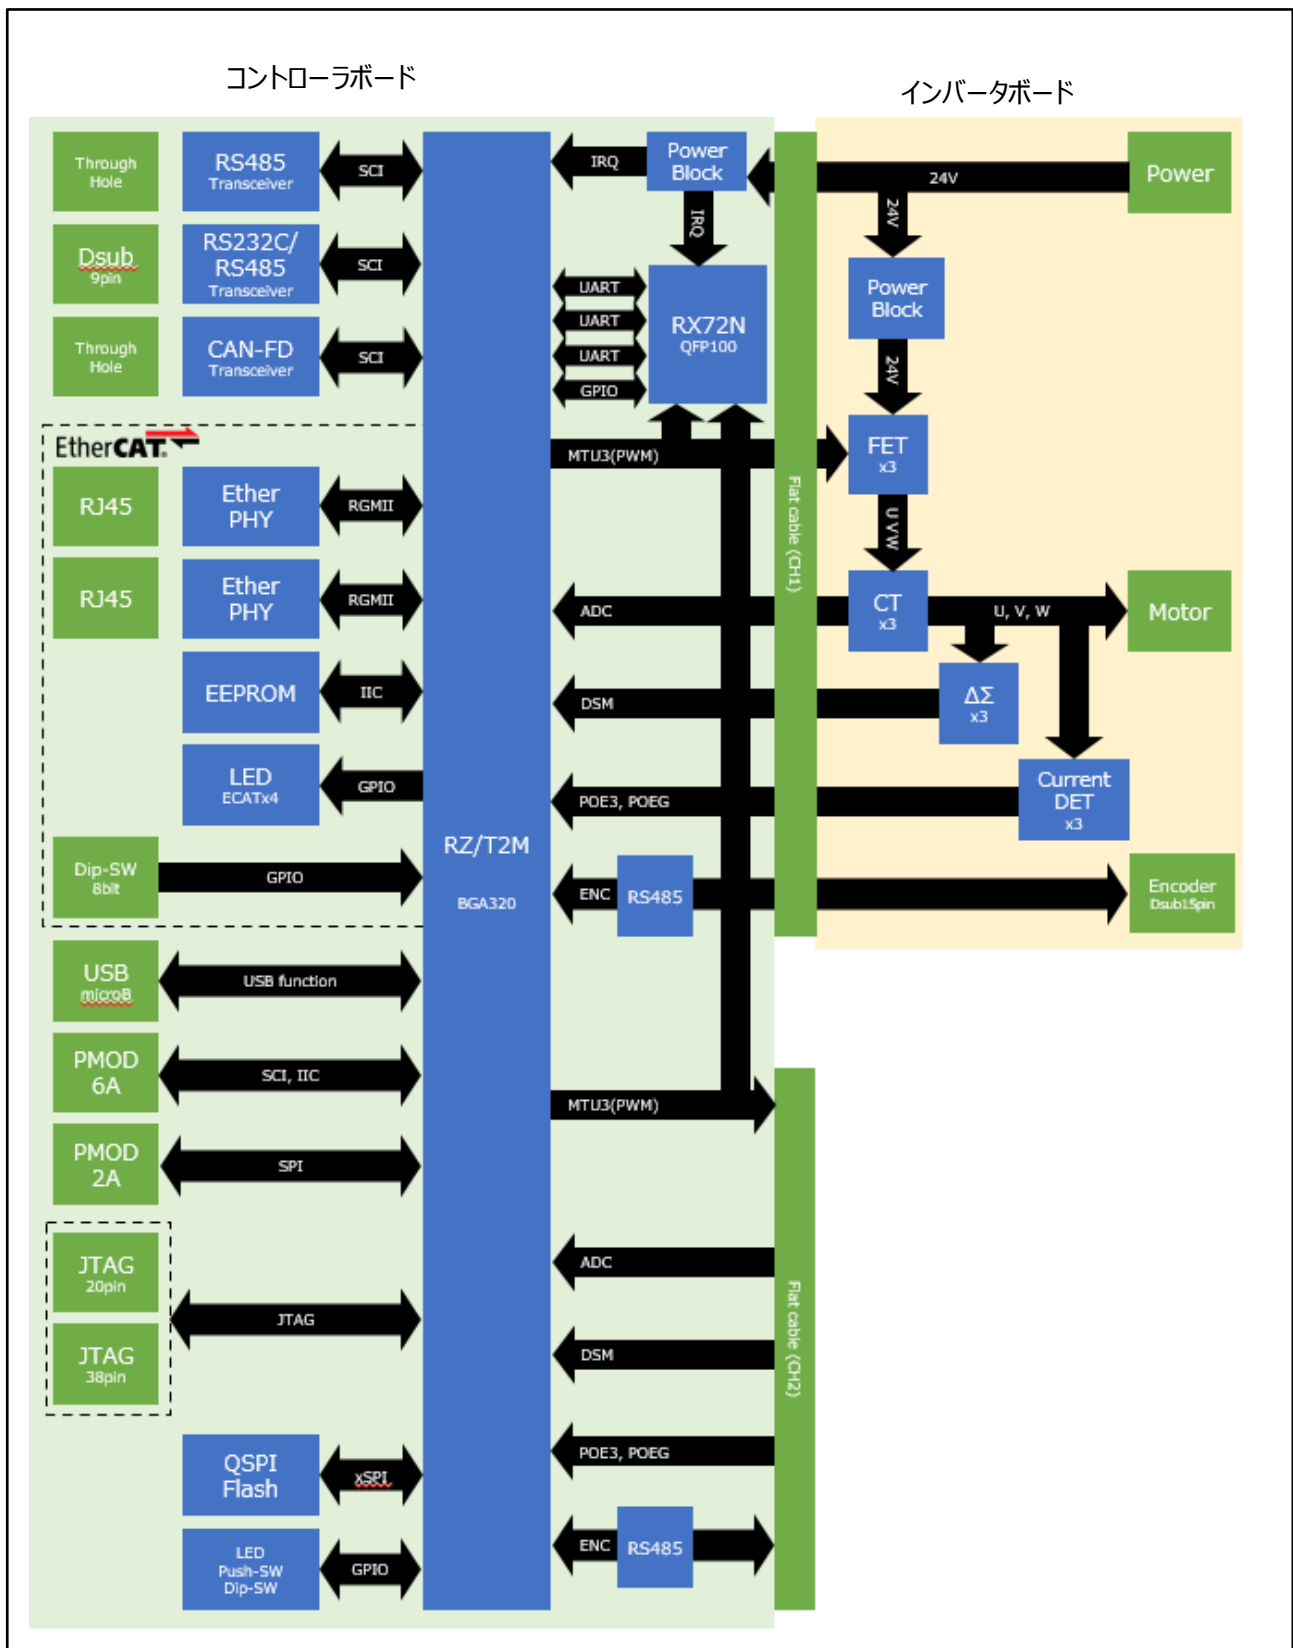 コントローラボード
インバータボード
Through
Hole
RS485
Transceiver
SCI
IRQ
Power
Block
24V
Power
Dsub
9pin
RS232C/
RS485
Transceiver
SCI
IRQ
24V
UART
UART
UART
GPIO
RX72N
QFP100
Power
Block
Through
Hole
CAN-FD
Transceiver
SCI
24V
EtherCAT®
MTU3(PWM)
FET
x3
RJ45
Ether
PHY
RGMII
Flat cable (CH1)
U V W
RJ45
Ether
PHY
RGMII
ADC
CT
x3
U, V, W
Motor
EEPROM
IIC
DSM
ΔΣ
x3
LED
ECATx4
GPIO
POE3, POEG
Current
DET
x3
RZ/T2M
BGA320
Dip-SW
8bit
GPIO
ENC
RS485
Encoder
Dsub15pin
USB
microB
USB function
PMOD
6A
SCI, IIC
MTU3(PWM)
PMOD
2A
SPI
JTAG
20pin
ADC
JTAG
Flat cable (CH2)
JTAG
38pin
DSM
QSPI
Flash
xSPI
POE3, POEG
LED
Push-SW
Dip-SW
GPIO
ENC
RS485